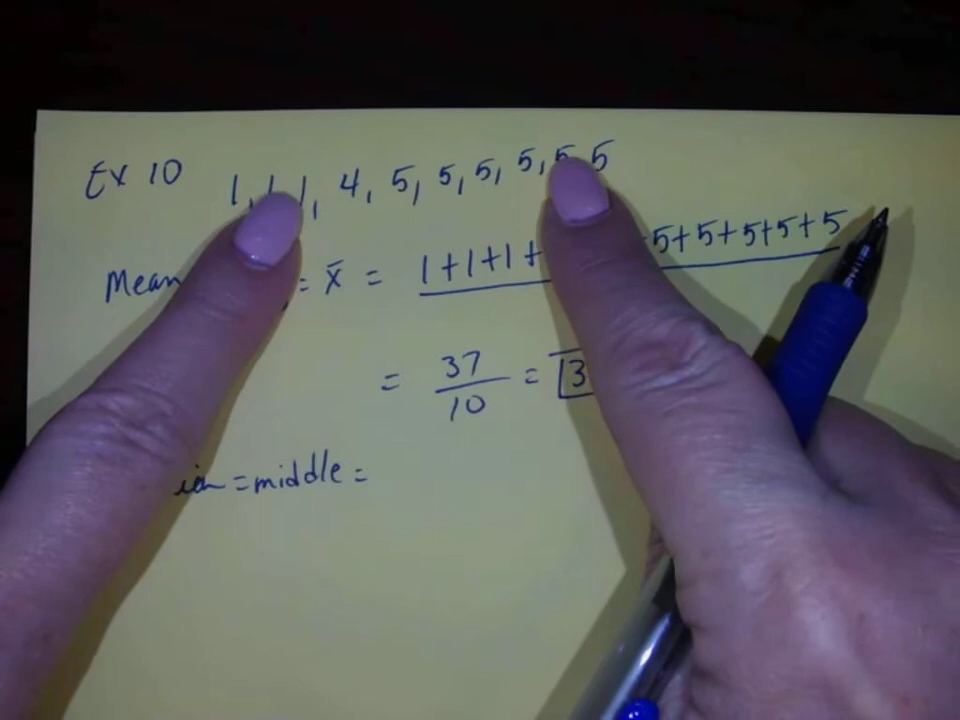 Ex 10 1, 1, 1, 4, 5, 5, 5, 5, 5, 5
Mean = x̄ = 1+1+1+ 5+5+5+5+5
= 37/10 = 3
= middle =